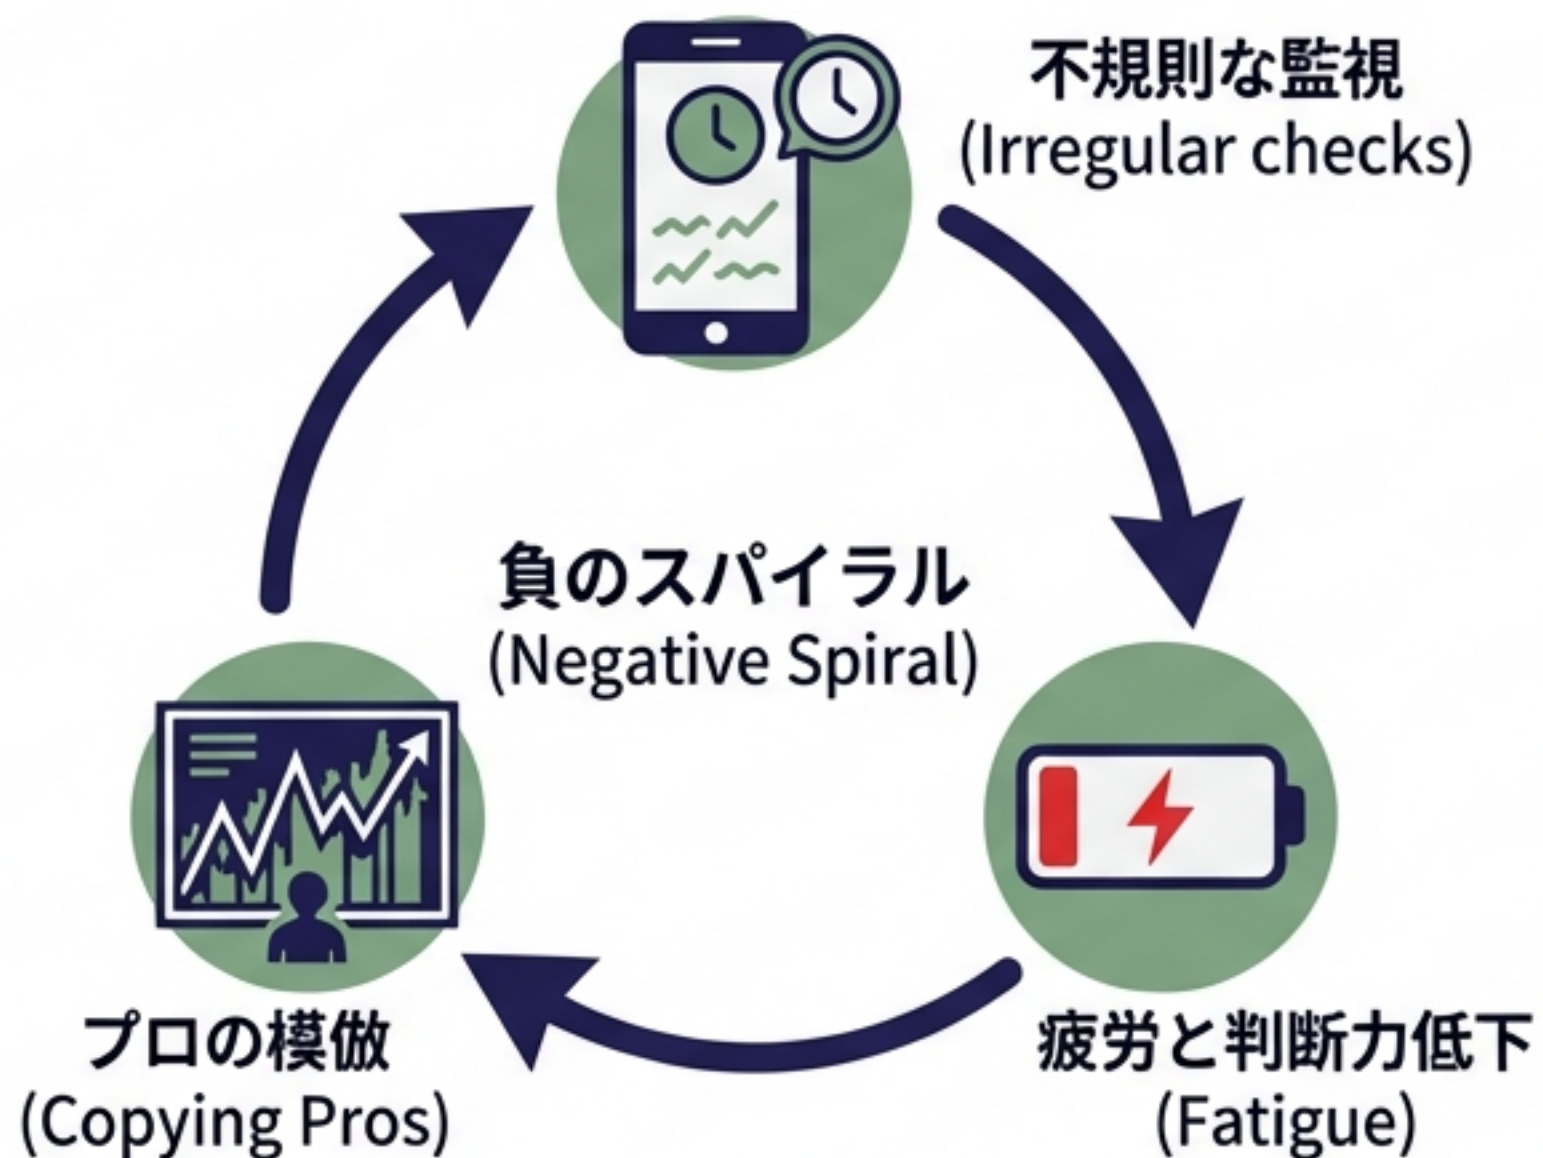 不規則な監視
(Irregular checks)
負のスパイラル
(Negative Spiral)
プロの模倣
(Copying Pros)
疲労と判断力低下
(Fatigue)